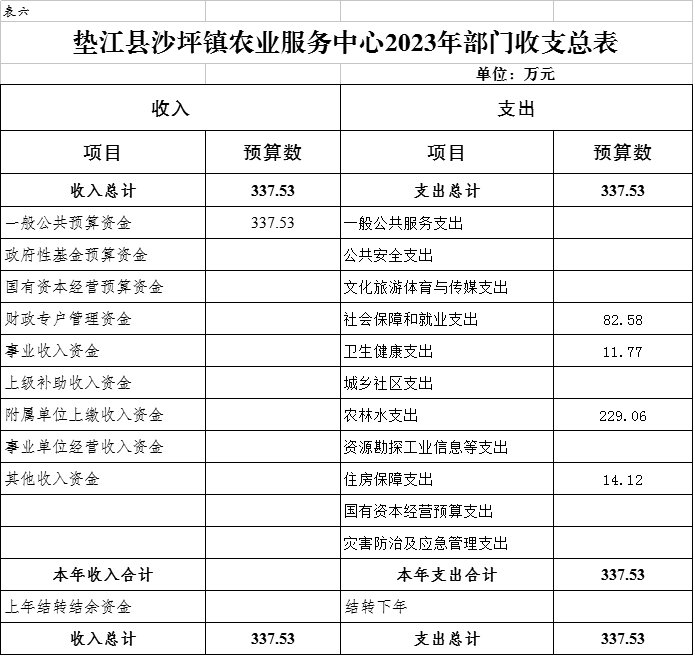 表六
垫江县沙坪镇农业服务中心2023年部门收支总表
单位：万元
收入 支出
项目 预算数 项目 预算数
收入总计 337.53 支出总计 337.53
一般公共预算资金 337.53 一般公共服务支出
政府性基金预算资金 公共安全支出
国有资本经营预算资金 文化旅游体育与传媒支出
财政专户管理资金 社会保障和就业支出 82.58
事业收入资金 卫生健康支出 11.77
上级补助收入资金 城乡社区支出
附属单位上缴收入资金 农林水支出 229.06
事业单位经营收入资金 资源勘探工业信息等支出
其他收入资金 住房保障支出 14.12
国有资本经营预算支出
灾害防治及应急管理支出
本年收入合计 本年支出合计 337.53
上年结转结余资金 结转下年
收入总计 337.53 支出总计 337.53